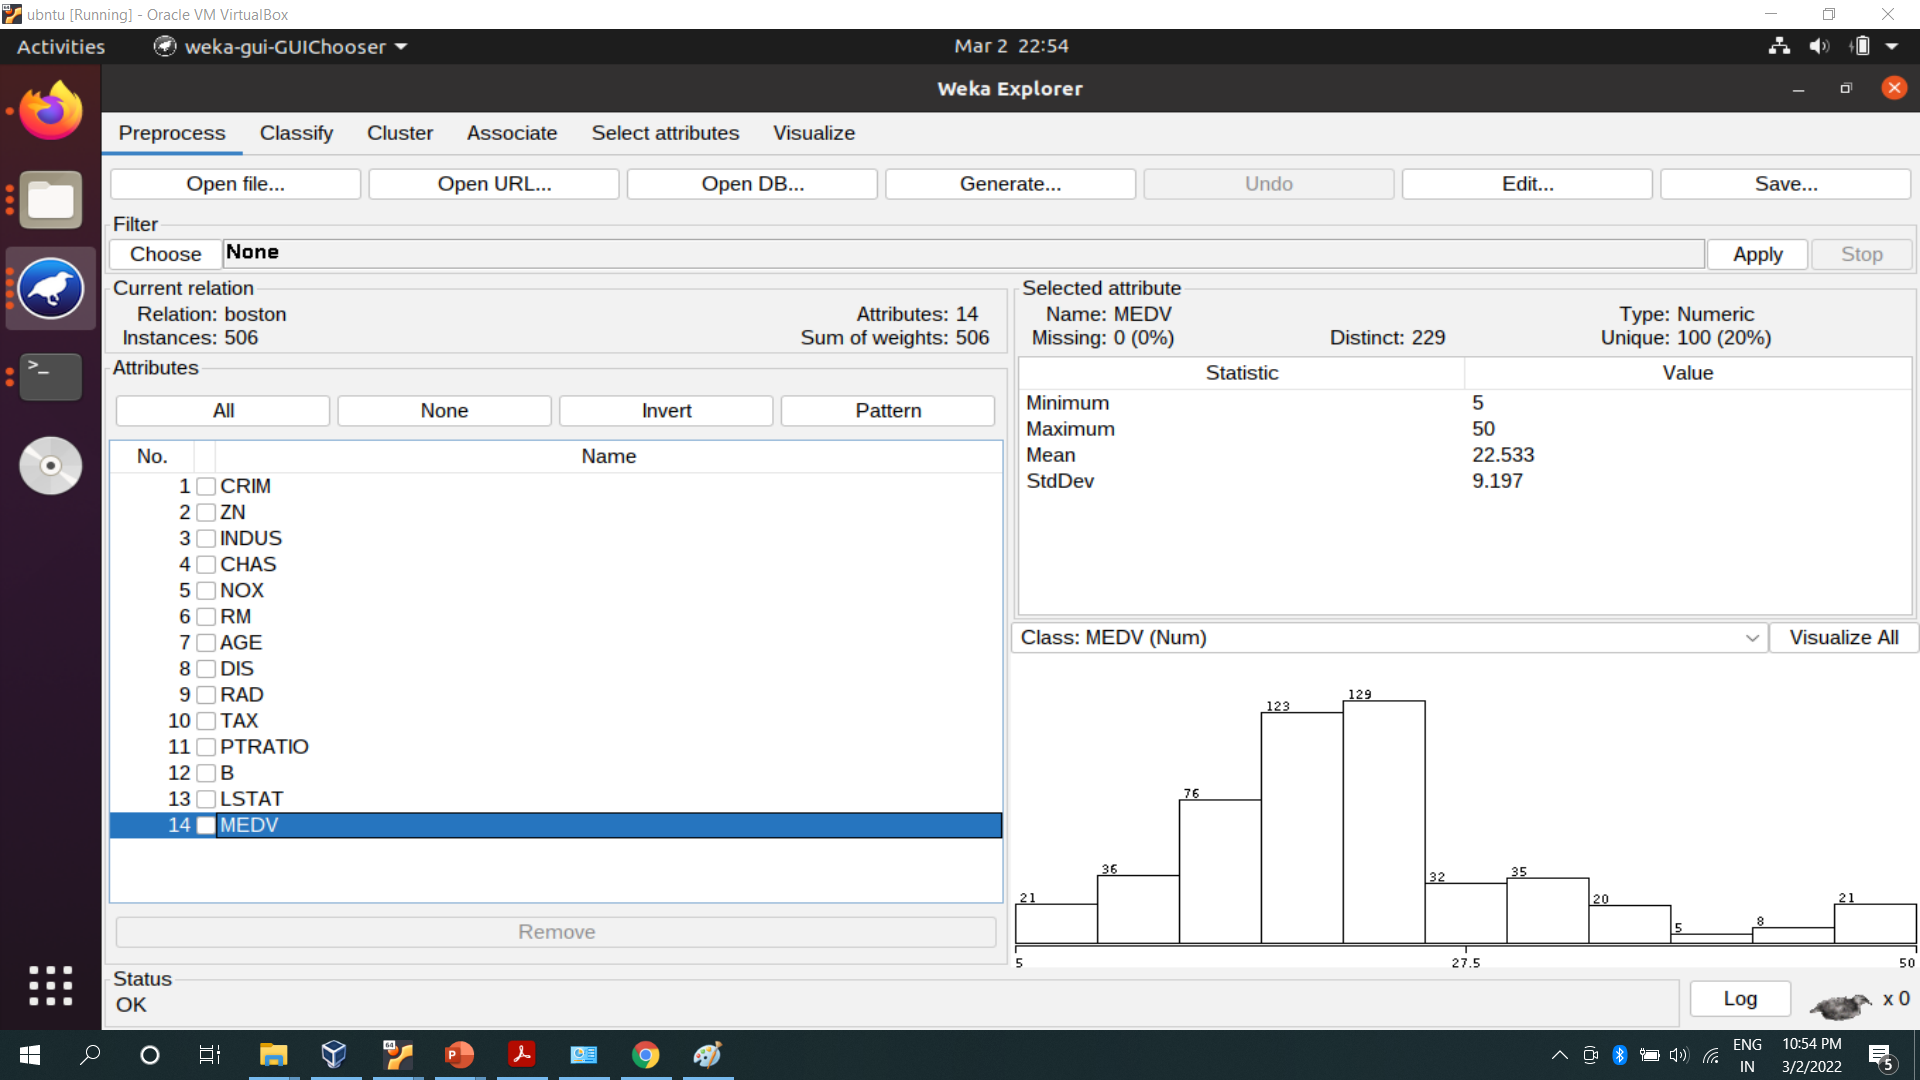 ubntu [Running] - Oracle VM VirtualBox
Activities weka-gui-GUIChooser Mar 2 22:54
Weka Explorer
Preprocess Classify Cluster Associate Select attributes Visualize
Open file... Open URL... Open DB... Generate... Undo Edit... Save...
Filter
Choose None Apply Stop
Current relation
Relation: boston Attributes: 14
Instances: 506 Sum of weights: 506
Selected attribute
Name: MEDV Type: Numeric
Missing: 0 (0%) Distinct: 229 Unique: 100 (20%)
Attributes
All None Invert Pattern
No. Name
1 CRIM
2 ZN
3 INDUS
4 CHAS
5 NOX
6 RM
7 AGE
8 DIS
9 RAD
10 TAX
11 PTRATIO
12 B
13 LSTAT
14 MEDV
Remove
Statistic Value
Minimum 5
Maximum 50
Mean 22.533
StdDev 9.197
Class: MEDV (Num) Visualize All
21 36 76 123 129 32 35 20 5 8 21
5 27.5 50
Status
OK
Log x 0
>_
64
P
ENG
IN
10:54 PM
3/2/2022
5